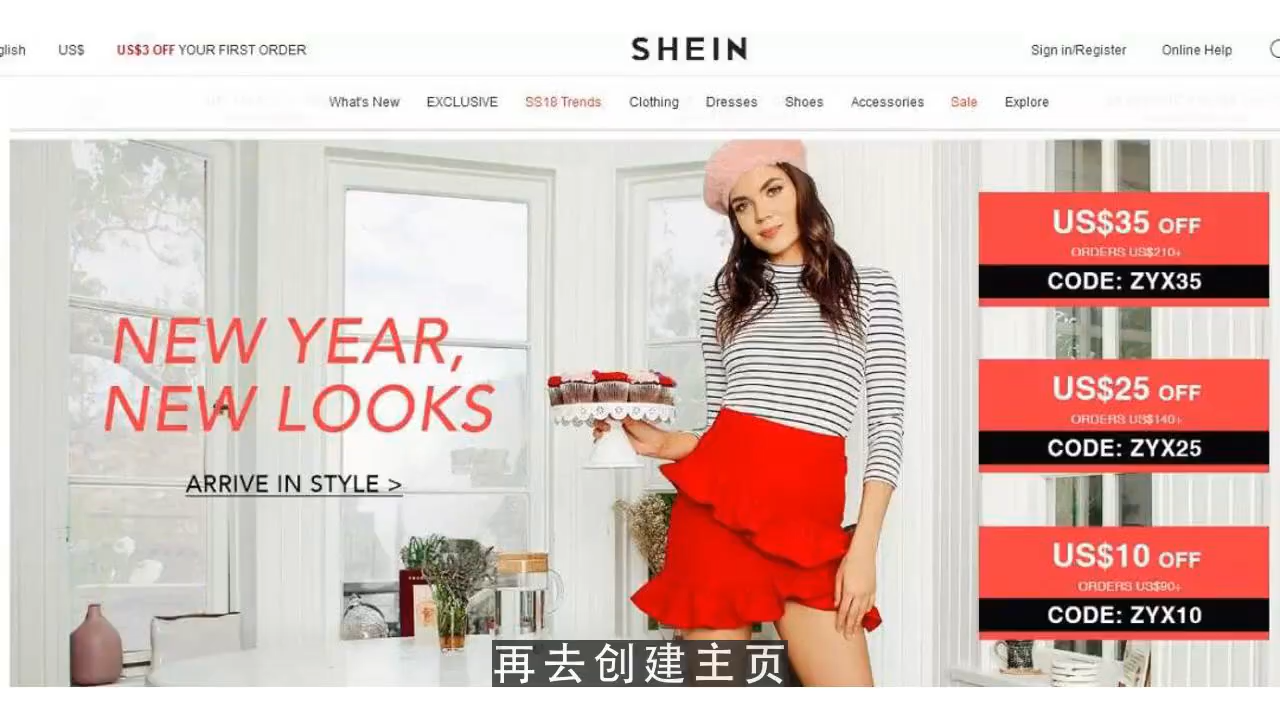 glish US$ US$3 OFF YOUR FIRST ORDER SHEIN Sign in/Register Online Help
What's New EXCLUSIVE SS18 Trends Clothing Dresses Shoes Accessories Sale Explore
NEW YEAR,
NEW LOOKS
ARRIVE IN STYLE >
US$35 OFF
ORDERS US$210+
CODE: ZYX35
US$25 OFF
ORDERS US$140+
CODE: ZYX25
US$10 OFF
ORDERS US$90+
CODE: ZYX10
再去创建主页